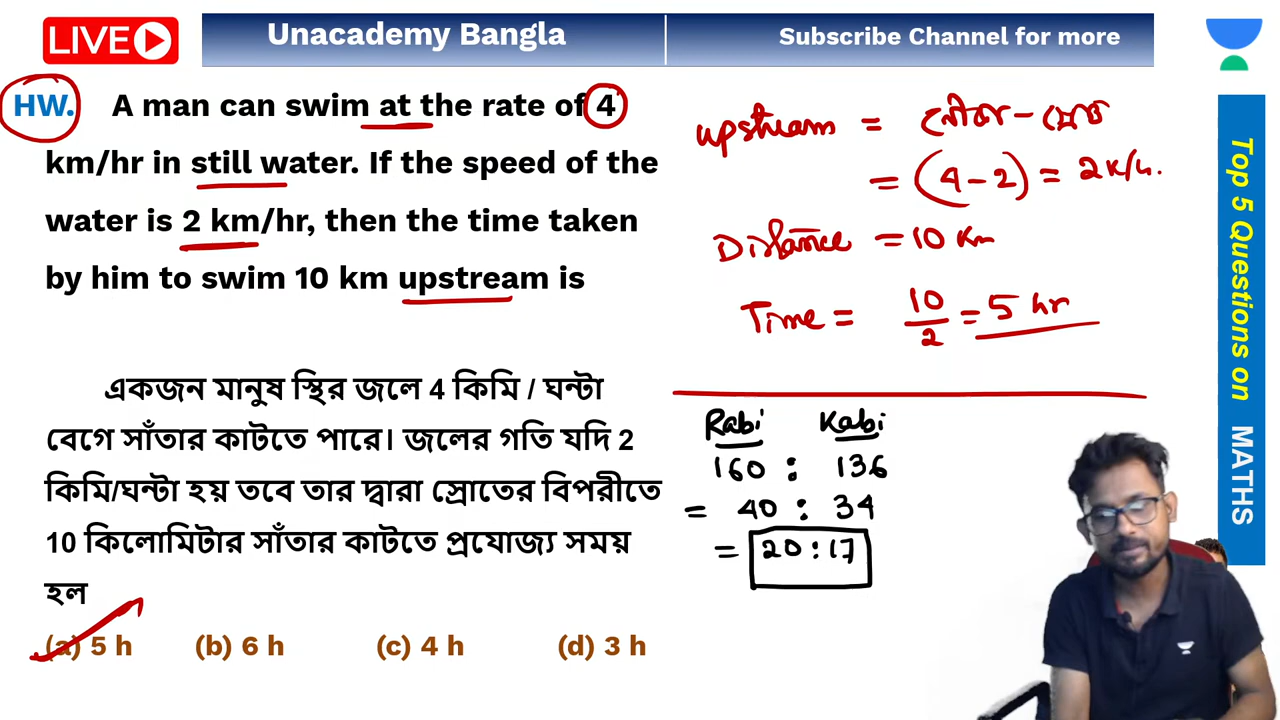 LIVE
Unacademy Bangla
Subscribe Channel for more
HW. A man can swim at the rate of 4
km/hr in still water. If the speed of the
water is 2 km/hr, then the time taken
by him to swim 10 km upstream is
একজন মানুষ স্থির জলে 4 কিমি / ঘন্টা
বেগে সাঁতার কাটতে পারে। জলের গতি যদি 2
কিমি/ঘন্টা হয় তবে তার দ্বারা স্রোতের বিপরীতে
10 কিলোমিটার সাঁতার কাটতে প্রযোজ্য সময়
হল
(a) 5 h (b) 6 h (c) 4 h (d) 3 h
upstream = নৌকা - স্রোত
= (4-2) = 2 K/h.
Distance = 10 Km
Time = 10/2 = 5 hr
Rabi Kabi
160 : 136
= 40 : 34
= 20 : 17
Top 5 Questions on MATHS